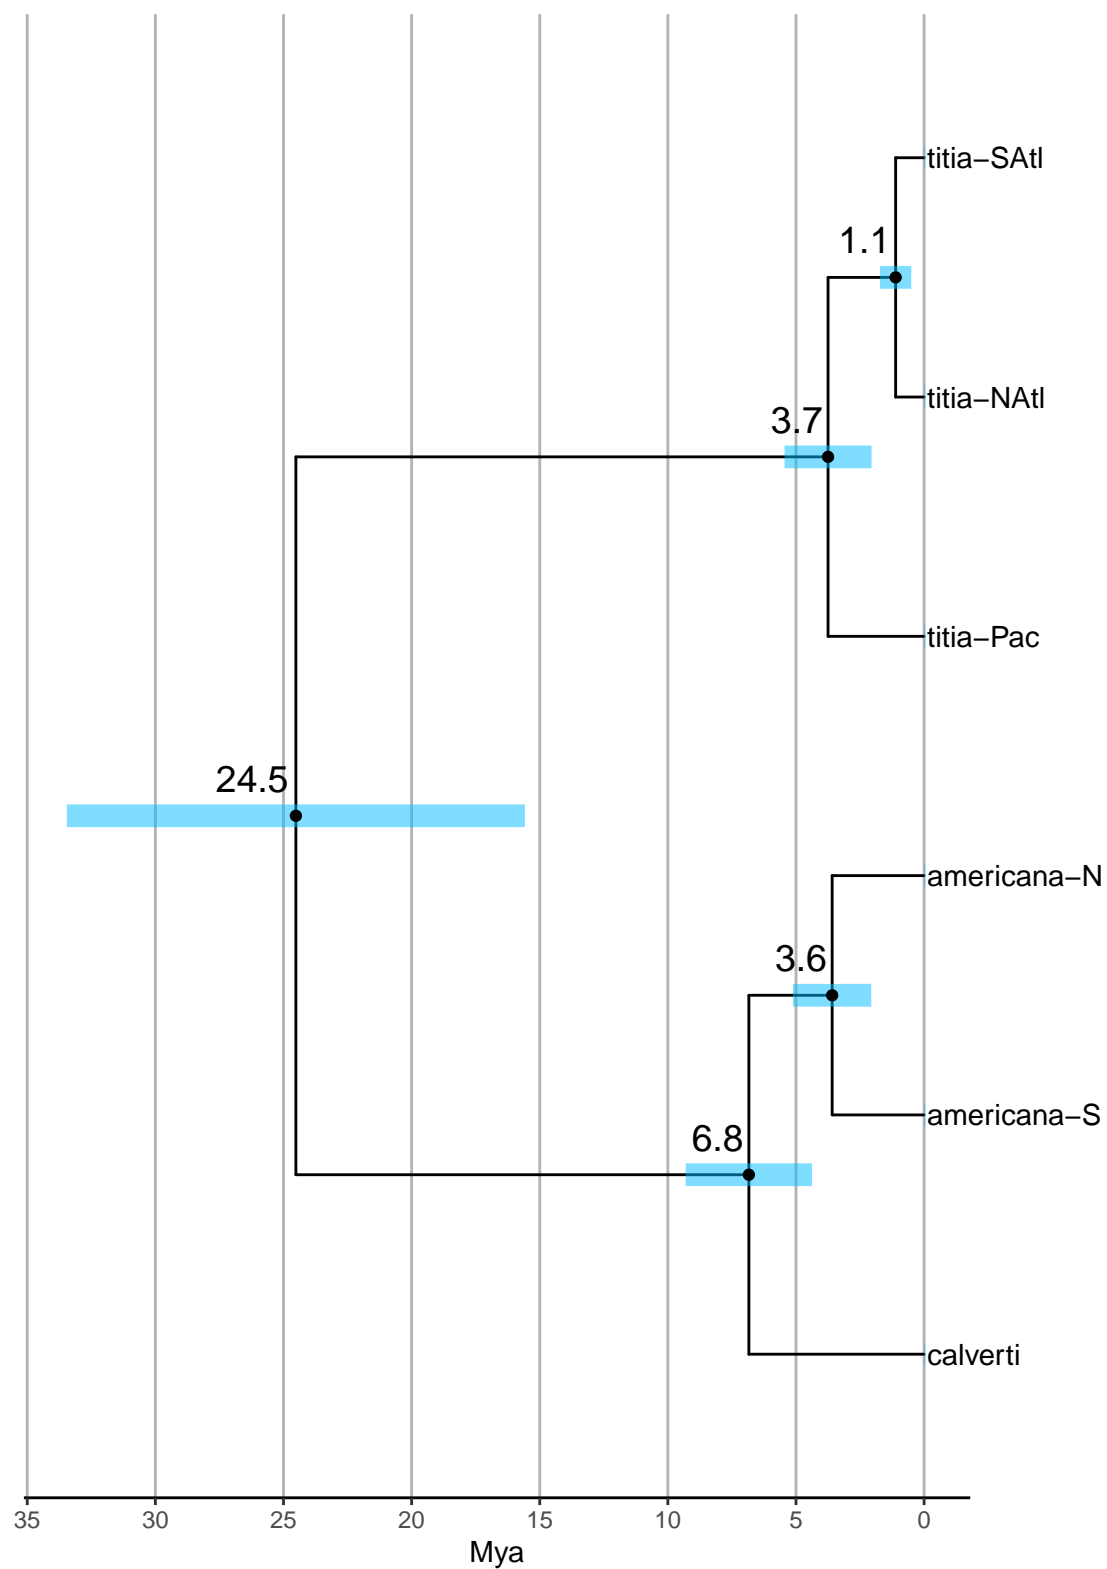 titia−SAtl
1.1
titia−NAtl
3.7
titia−Pac
24.5
americana−N
3.6
americana−S
6.8
calverti
35 30 25 20 15 10 5 0
Mya